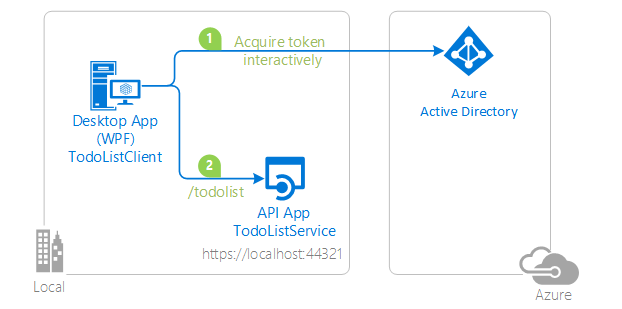 1
Acquire token
interactively
Desktop App
(WPF)
TodoListClient
Azure
Active Directory
2
/todolist
API App
TodoListService
https://localhost:44321
Local
Azure